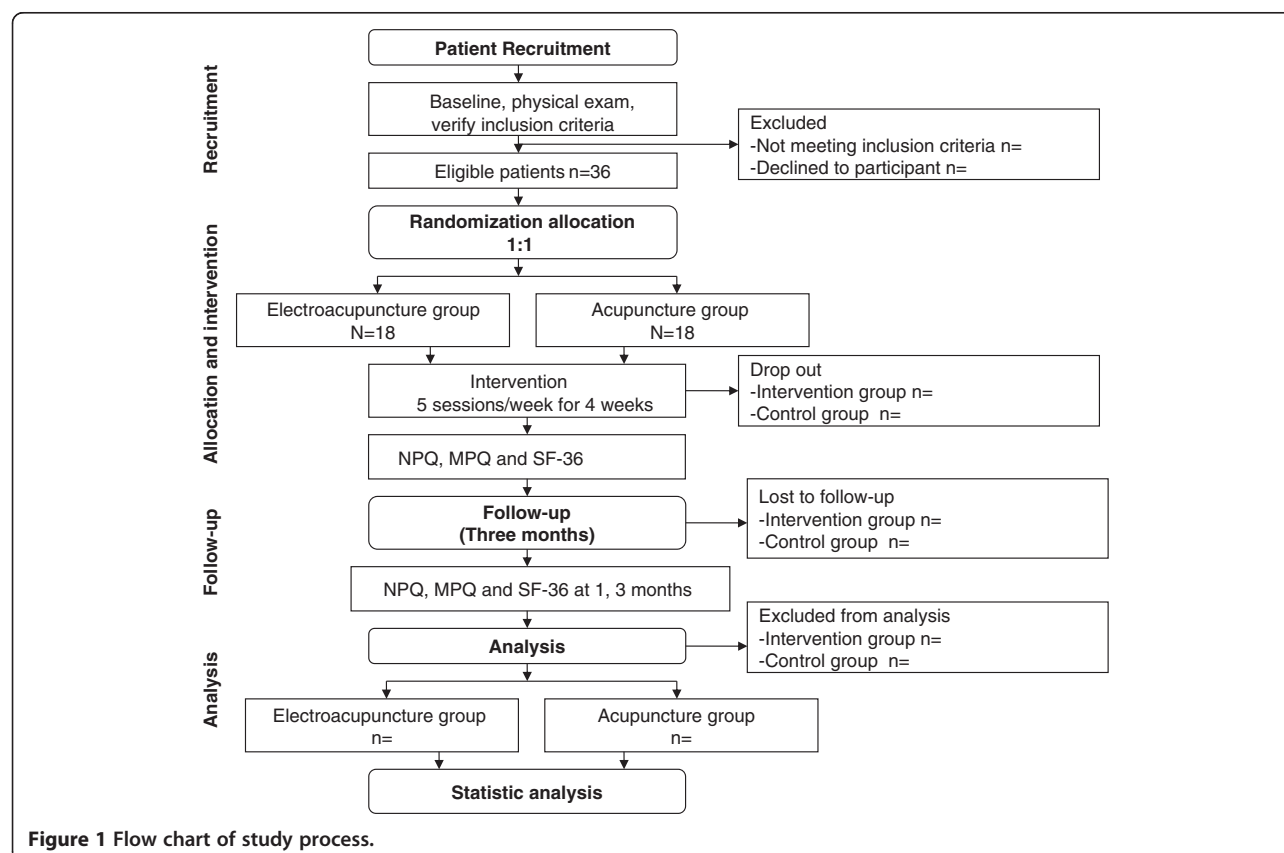 Recruitment
Patient Recruitment
Baseline, physical exam,
verify inclusion criteria
Excluded
-Not meeting inclusion criteria n=
-Declined to participant n=
Eligible patients n=36
Allocation and intervention
Randomization allocation
1:1
Electroacupuncture group
N=18
Acupuncture group
N=18
Intervention
5 sessions/week for 4 weeks
Drop out
-Intervention group n=
-Control group n=
NPQ, MPQ and SF-36
Follow-up
Follow-up
(Three months)
Lost to follow-up
-Intervention group n=
-Control group n=
NPQ, MPQ and SF-36 at 1, 3 months
Analysis
Analysis
Excluded from analysis
-Intervention group n=
-Control group n=
Electroacupuncture group
n=
Acupuncture group
n=
Statistic analysis
Figure 1 Flow chart of study process.